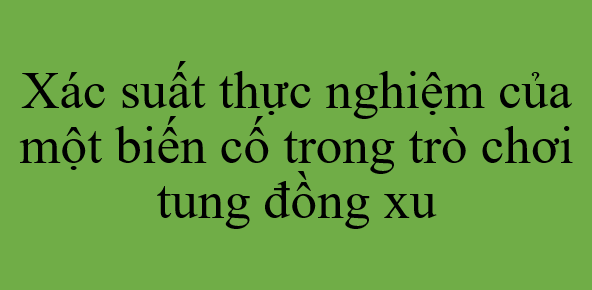 Xác suất thực nghiệm của
một biến cố trong trò chơi
tung đồng xu